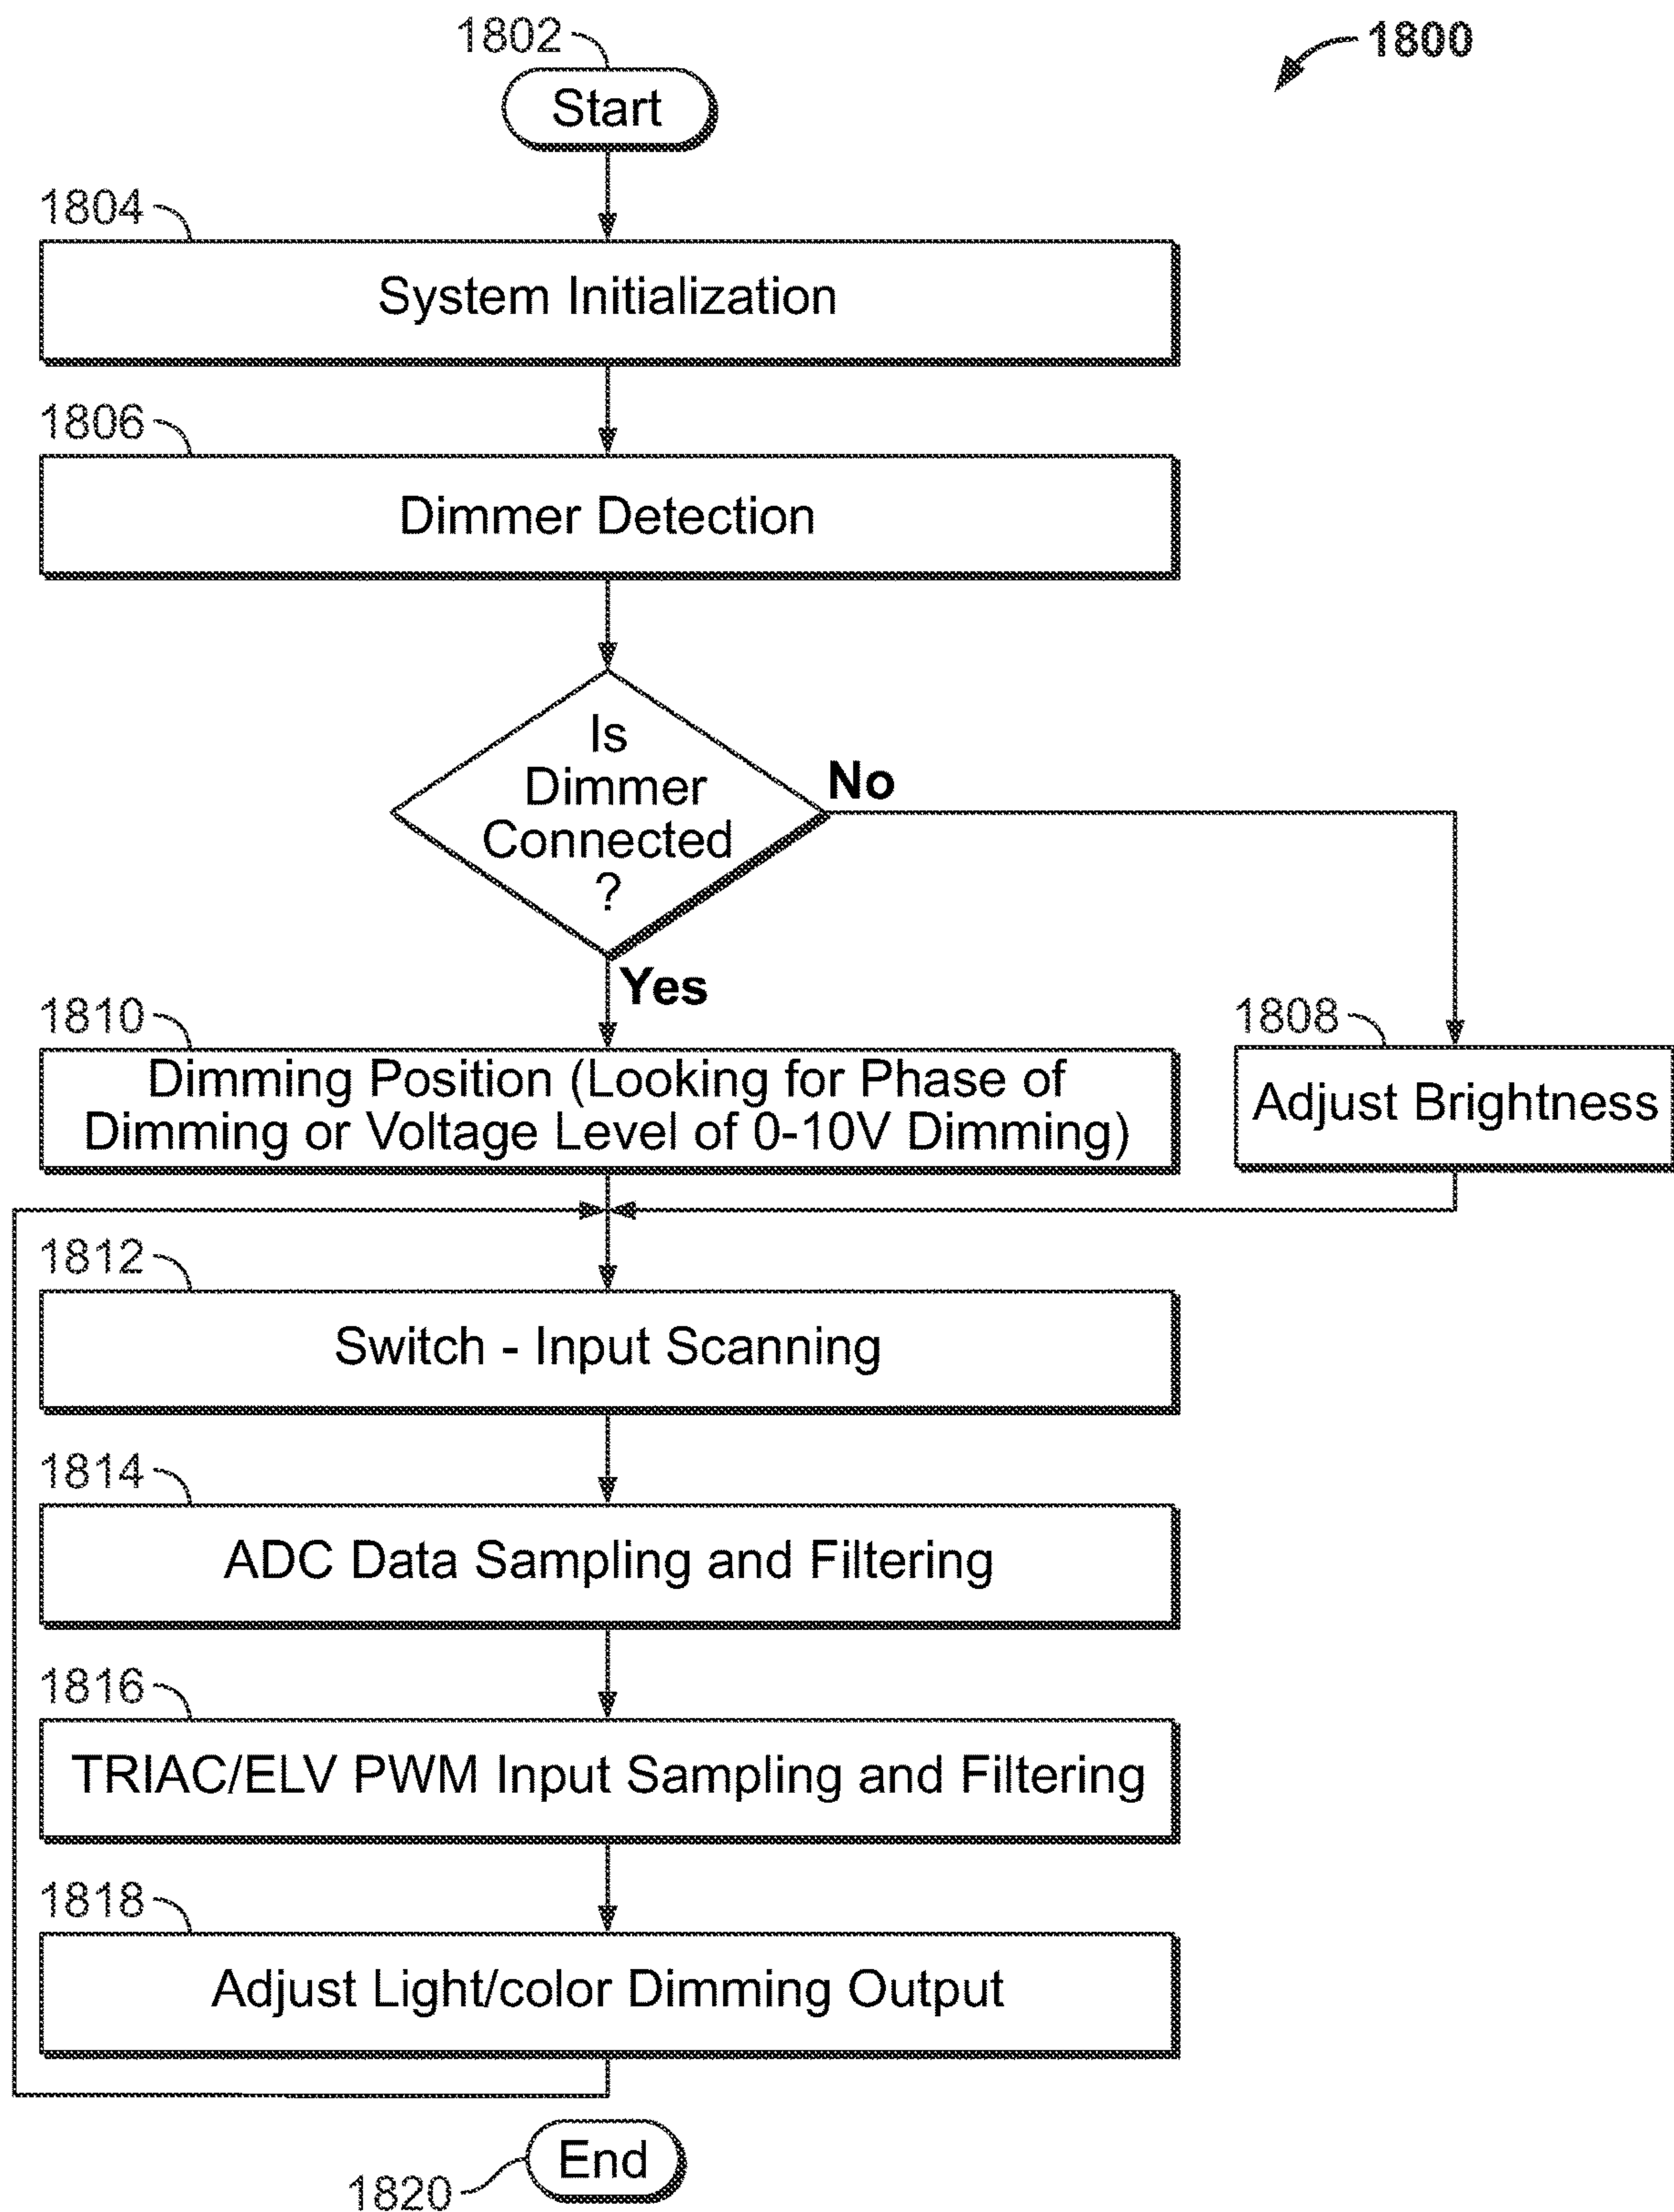 1802
1800
Start
1804
System Initialization
1806
Dimmer Detection
Is
Dimmer
Connected
?
No
Yes
1810
Dimming Position (Looking for Phase of
Dimming or Voltage Level of 0-10V Dimming)
1808
Adjust Brightness
1812
Switch - Input Scanning
1814
ADC Data Sampling and Filtering
1816
TRIAC/ELV PWM Input Sampling and Filtering
1818
Adjust Light/color Dimming Output
End
1820